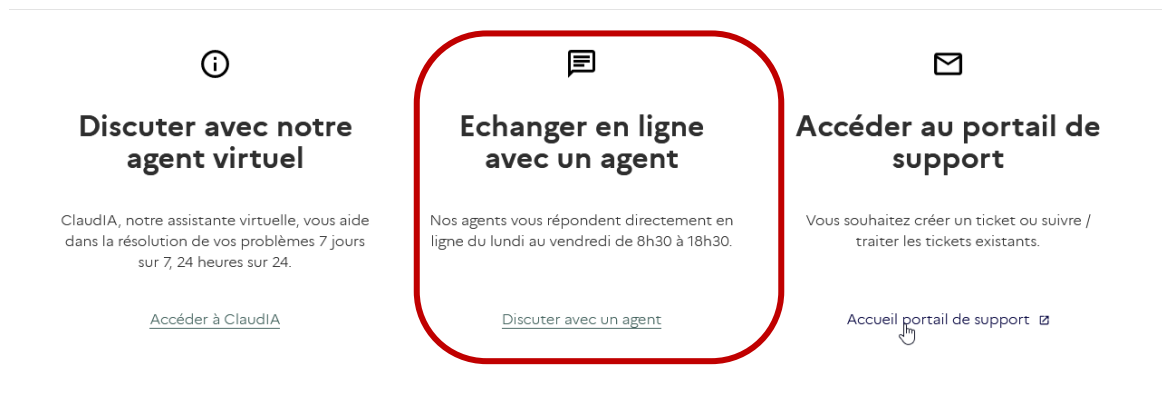 Discuter avec notre
agent virtuel
ClaudIA, notre assistante virtuelle, vous aide
dans la résolution de vos problèmes 7 jours
sur 7, 24 heures sur 24.
Accéder à ClaudIA
Echanger en ligne
avec un agent
Nos agents vous répondent directement en
ligne du lundi au vendredi de 8h30 à 18h30.
Discuter avec un agent
Accéder au portail de
support
Vous souhaitez créer un ticket ou suivre /
traiter les tickets existants.
Accueil portail de support